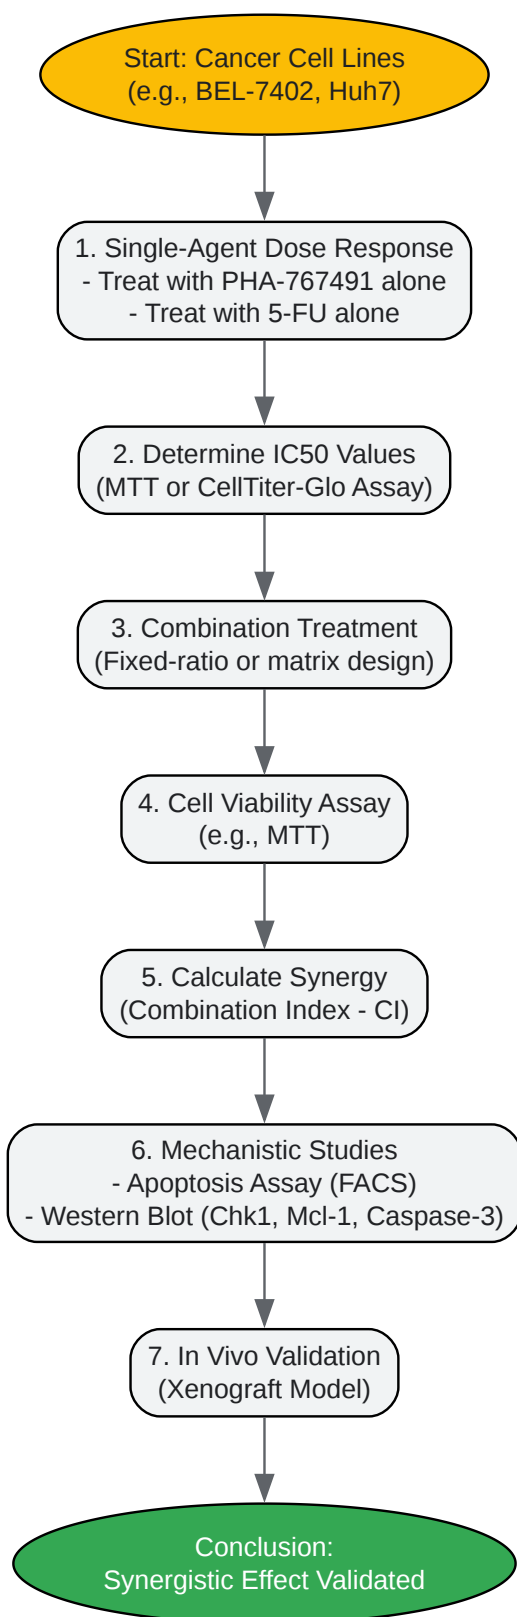 Start: Cancer Cell Lines
(e.g., BEL-7402, Huh7)
1. Single-Agent Dose Response
- Treat with PHA-767491 alone
- Treat with 5-FU alone
2. Determine IC50 Values
(MTT or CellTiter-Glo Assay)
3. Combination Treatment
(Fixed-ratio or matrix design)
4. Cell Viability Assay
(e.g., MTT)
5. Calculate Synergy
(Combination Index - CI)
6. Mechanistic Studies
- Apoptosis Assay (FACS)
- Western Blot (Chk1, Mcl-1, Caspase-3)
7. In Vivo Validation
(Xenograft Model)
Conclusion:
Synergistic Effect Validated